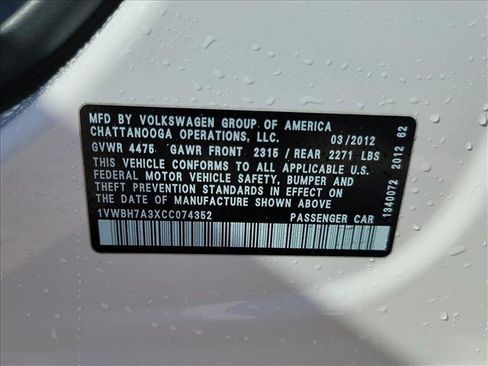 MFD BY VOLKSWAGEN GROUP OF AMERICA
CHATTANOOGA OPERATIONS, LLC. 03/2012
GVWR 4475 GAWR FRONT 2315 / REAR 2271 LBS
THIS VEHICLE CONFORMS TO ALL APPLICABLE U.S.
FEDERAL MOTOR VEHICLE SAFETY, BUMPER AND
THEFT PREVENTION STANDARDS IN EFFECT ON
THE DATE OF MANUFACTURE SHOWN ABOVE
1VWBH7A3XCC074352 PASSENGER CAR
1340072 2012 62